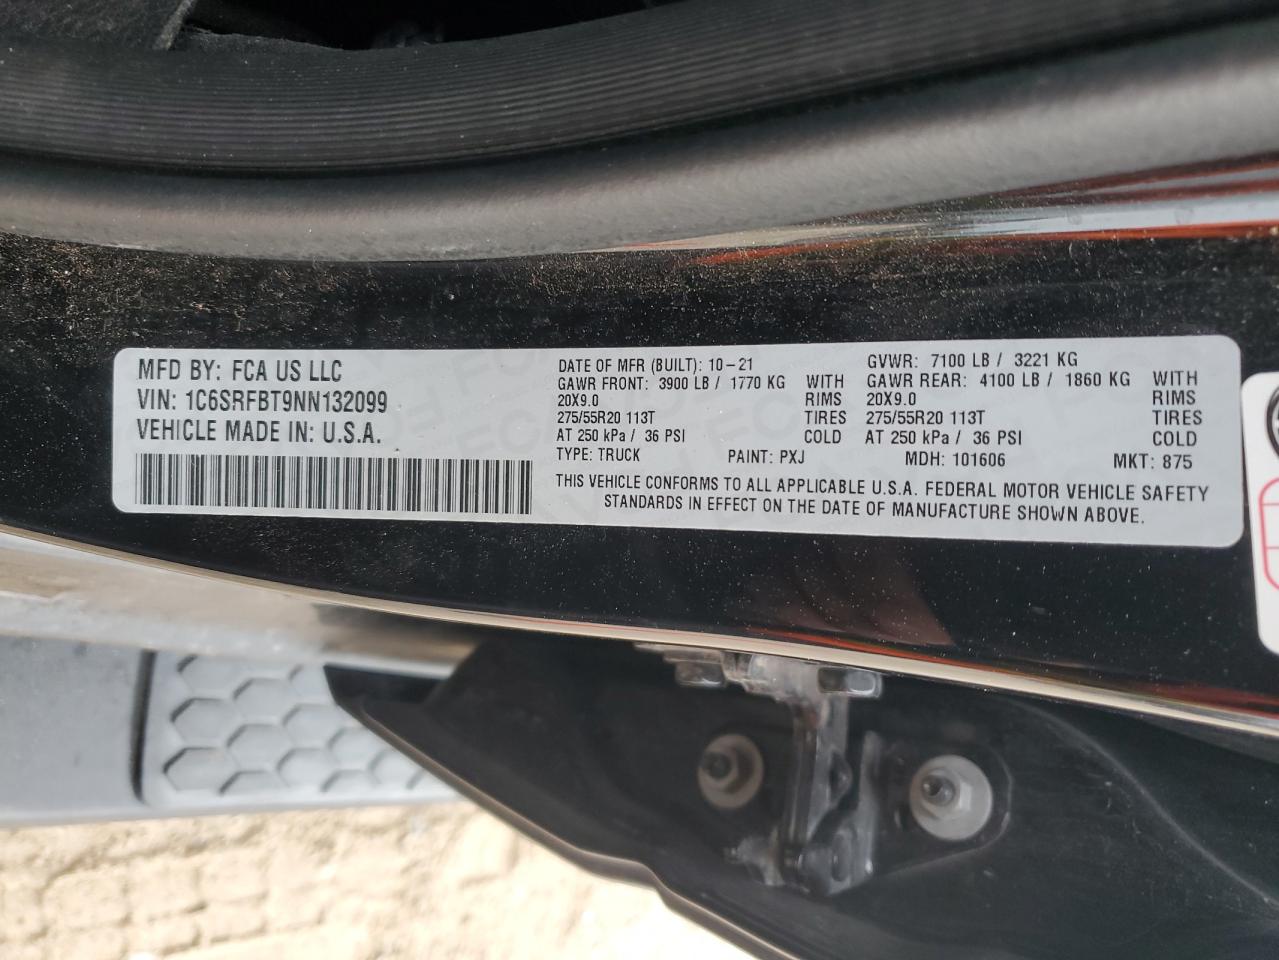 MFD BY: FCA US LLC
VIN: 1C6SRFBT9NN132099
VEHICLE MADE IN: U.S.A.
DATE OF MFR (BUILT): 10-21
GAWR FRONT: 3900 LB / 1770 KG WITH
20X9.0 RIMS
275/55R20 113T TIRES
AT 250 kPa / 36 PSI COLD
GVWR: 7100 LB / 3221 KG
GAWR REAR: 4100 LB / 1860 KG WITH
20X9.0 RIMS
275/55R20 113T TIRES
AT 250 kPa / 36 PSI COLD
TYPE: TRUCK PAINT: PXJ MDH: 101606 MKT: 875
THIS VEHICLE CONFORMS TO ALL APPLICABLE U.S.A. FEDERAL MOTOR VEHICLE SAFETY
STANDARDS IN EFFECT ON THE DATE OF MANUFACTURE SHOWN ABOVE.